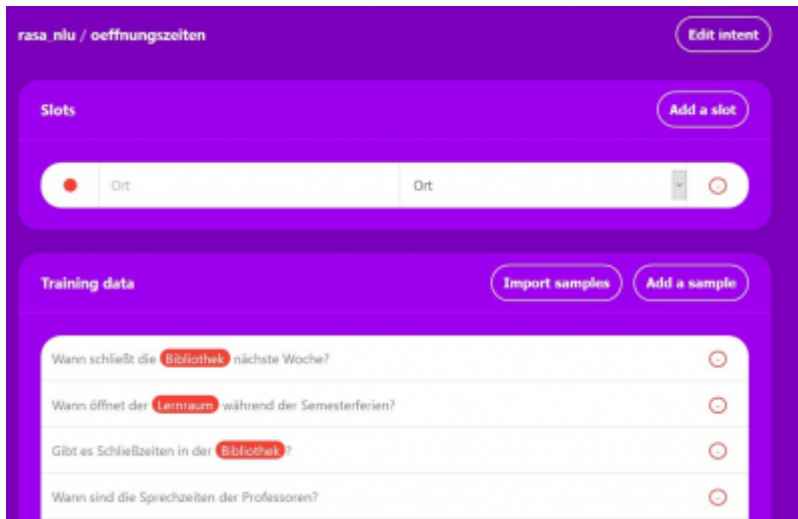 rasa_nlu / oeffnungszeiten
Edit intent
Slots
Add a slot
Ort
Ort
Training data
Import samples
Add a sample
Wann schließt die Bibliothek nächste Woche?
Wann öffnet der Lernraum während der Semesterferien?
Gibt es Schließzeiten in der Bibliothek?
Wann sind die Sprechzeiten der Professoren?